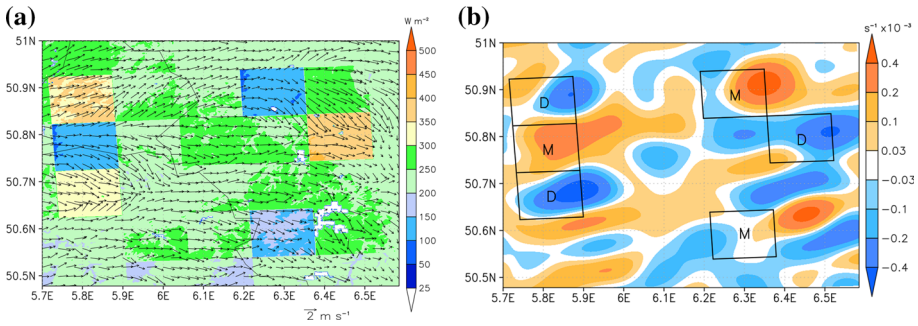 (a)
W m⁻²
51N
50.9N
50.8N
50.7N
50.6N
50.5N
5.7E 5.8E 5.9E 6E 6.1E 6.2E 6.3E 6.4E 6.5E
2 m s⁻¹
500
450
400
350
300
250
200
150
100
50
25
(b)
s⁻¹ x10⁻³
51N
50.9N
50.8N
50.7N
50.6N
50.5N
5.7E 5.8E 5.9E 6E 6.1E 6.2E 6.3E 6.4E 6.5E
D
M
M
D
M
D
0.4
0.2
0.1
0.03
−0.03
−0.1
−0.2
−0.4